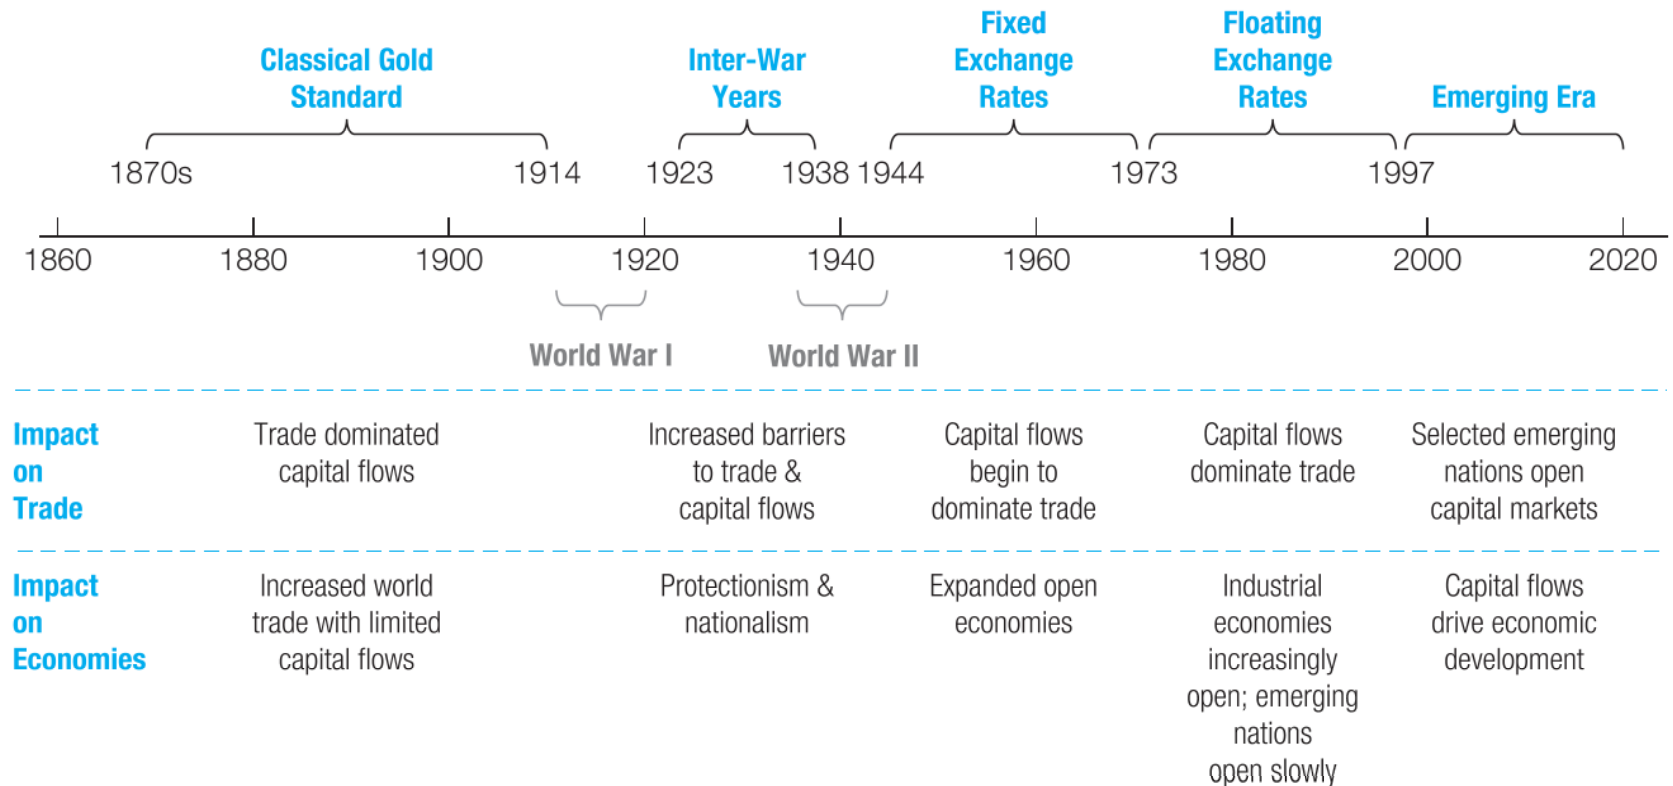 Classical Gold
Standard
Inter-War
Years
Fixed
Exchange
Rates
Floating
Exchange
Rates
Emerging Era
1870s
1914
1923
1938
1944
1973
1997
1860
1880
1900
1920
1940
1960
1980
2000
2020
World War I
World War II
Impact
on
Trade
Trade dominated
capital flows
Increased barriers
to trade &
capital flows
Capital flows
begin to
dominate trade
Capital flows
dominate trade
Selected emerging
nations open
capital markets
Impact
on
Economies
Increased world
trade with limited
capital flows
Protectionism &
nationalism
Expanded open
economies
Industrial
economies
increasingly
open; emerging
nations
open slowly
Capital flows
drive economic
development